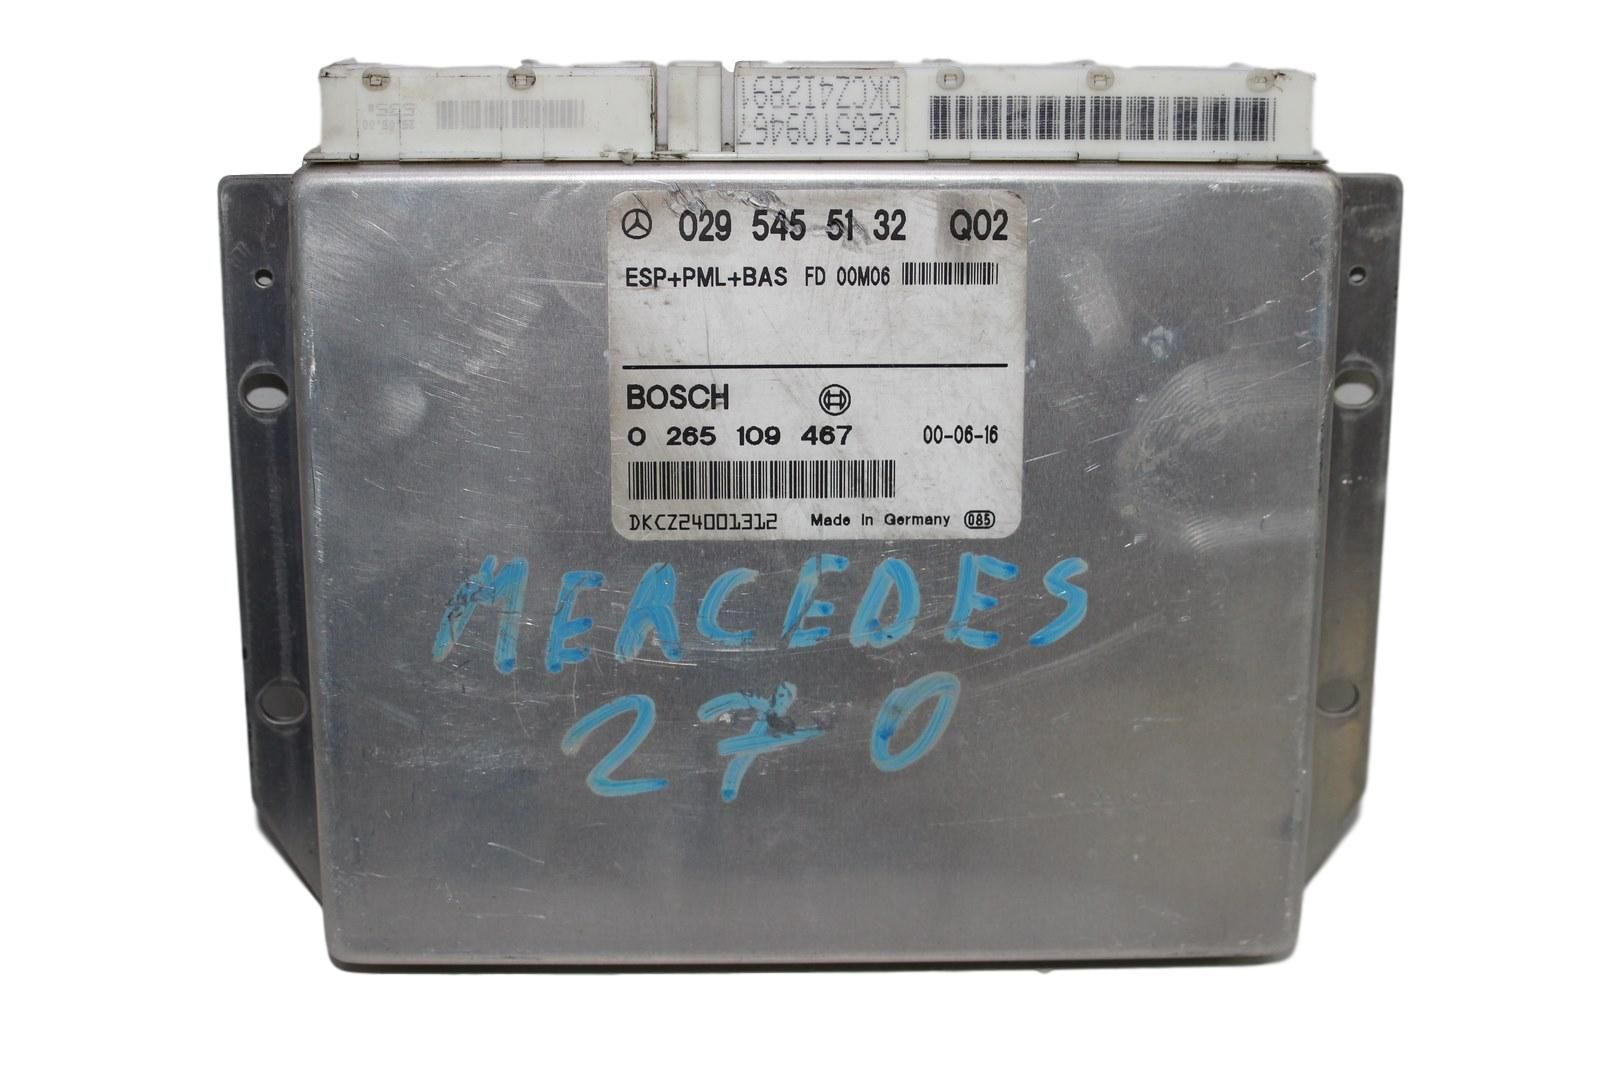 DKCZ4I2891
0265109467
029 545 51 32 Q02
ESP+PML+BAS FD 00M06
BOSCH
0 265 109 467 00-06-16
DKCZ24001312 Made in Germany 085
MERCEDES
270